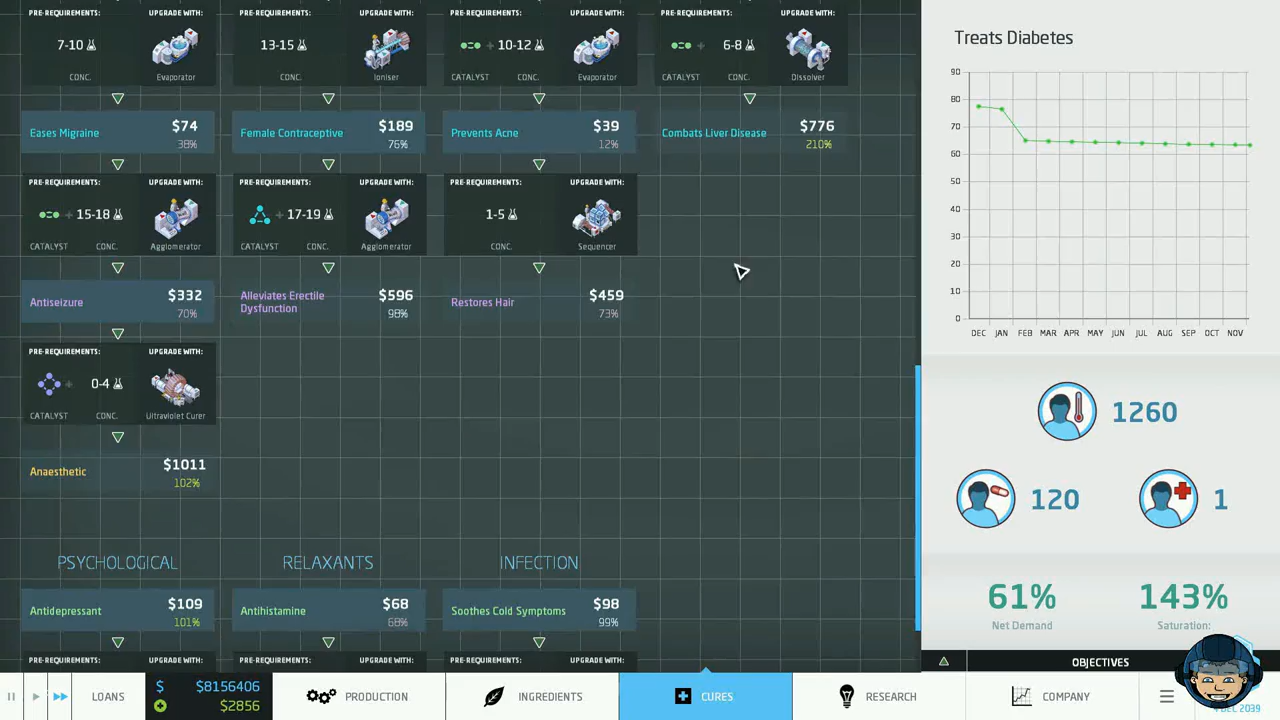 PRE-REQUIREMENTS: UPGRADE WITH: PRE-REQUIREMENTS: UPGRADE WITH: PRE-REQUIREMENTS: UPGRADE WITH: PRE-REQUIREMENTS: UPGRADE WITH:
7-10 13-15 + 10-12 + 6-8
CONC. Evaporator CONC. Ioniser CATALYST CONC. Evaporator CATALYST CONC. Dissolver
Eases Migraine $74 38% Female Contraceptive $189 76% Prevents Acne $39 12% Combats Liver Disease $776 210%
PRE-REQUIREMENTS: UPGRADE WITH: PRE-REQUIREMENTS: UPGRADE WITH: PRE-REQUIREMENTS: UPGRADE WITH:
+ 15-18 + 17-19 1-5
CATALYST CONC. Agglomerator CATALYST CONC. Agglomerator CONC. Sequencer
Antiseizure $332 70% Alleviates Erectile Dysfunction $596 98% Restores Hair $459 73%
PRE-REQUIREMENTS: UPGRADE WITH:
+ 0-4
CATALYST CONC. Ultraviolet Curer
Anaesthetic $1011 102%
PSYCHOLOGICAL RELAXANTS INFECTION
Antidepressant $109 101% Antihistamine $68 68% Soothes Cold Symptoms $98 99%
PRE-REQUIREMENTS: UPGRADE WITH: PRE-REQUIREMENTS: UPGRADE WITH: PRE-REQUIREMENTS: UPGRADE WITH:
Treats Diabetes
90
80
70
60
50
40
30
20
10
0
DEC JAN FEB MAR APR MAY JUN JUL AUG SEP OCT NOV
1260
120 1
61% 143%
Net Demand Saturation:
OBJECTIVES
LOANS $ $8156406 $2856 PRODUCTION INGREDIENTS CURES RESEARCH COMPANY
DEC 2039